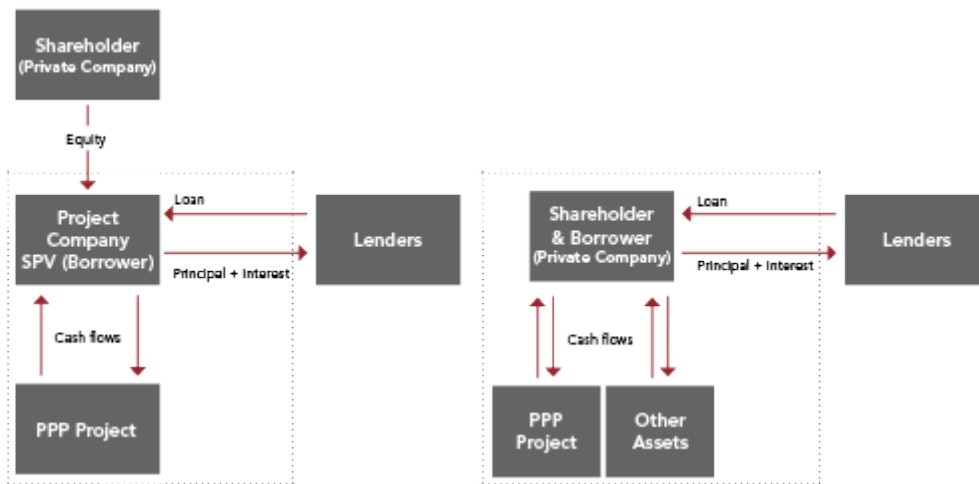 Shareholder
(Private Company)
Equity
Project
Company
SPV (Borrower)
Loan
Principal + Interest
Lenders
Cash flows
PPP Project
Shareholder
& Borrower
(Private Company)
Loan
Principal + Interest
Lenders
Cash flows
PPP
Project
Other
Assets